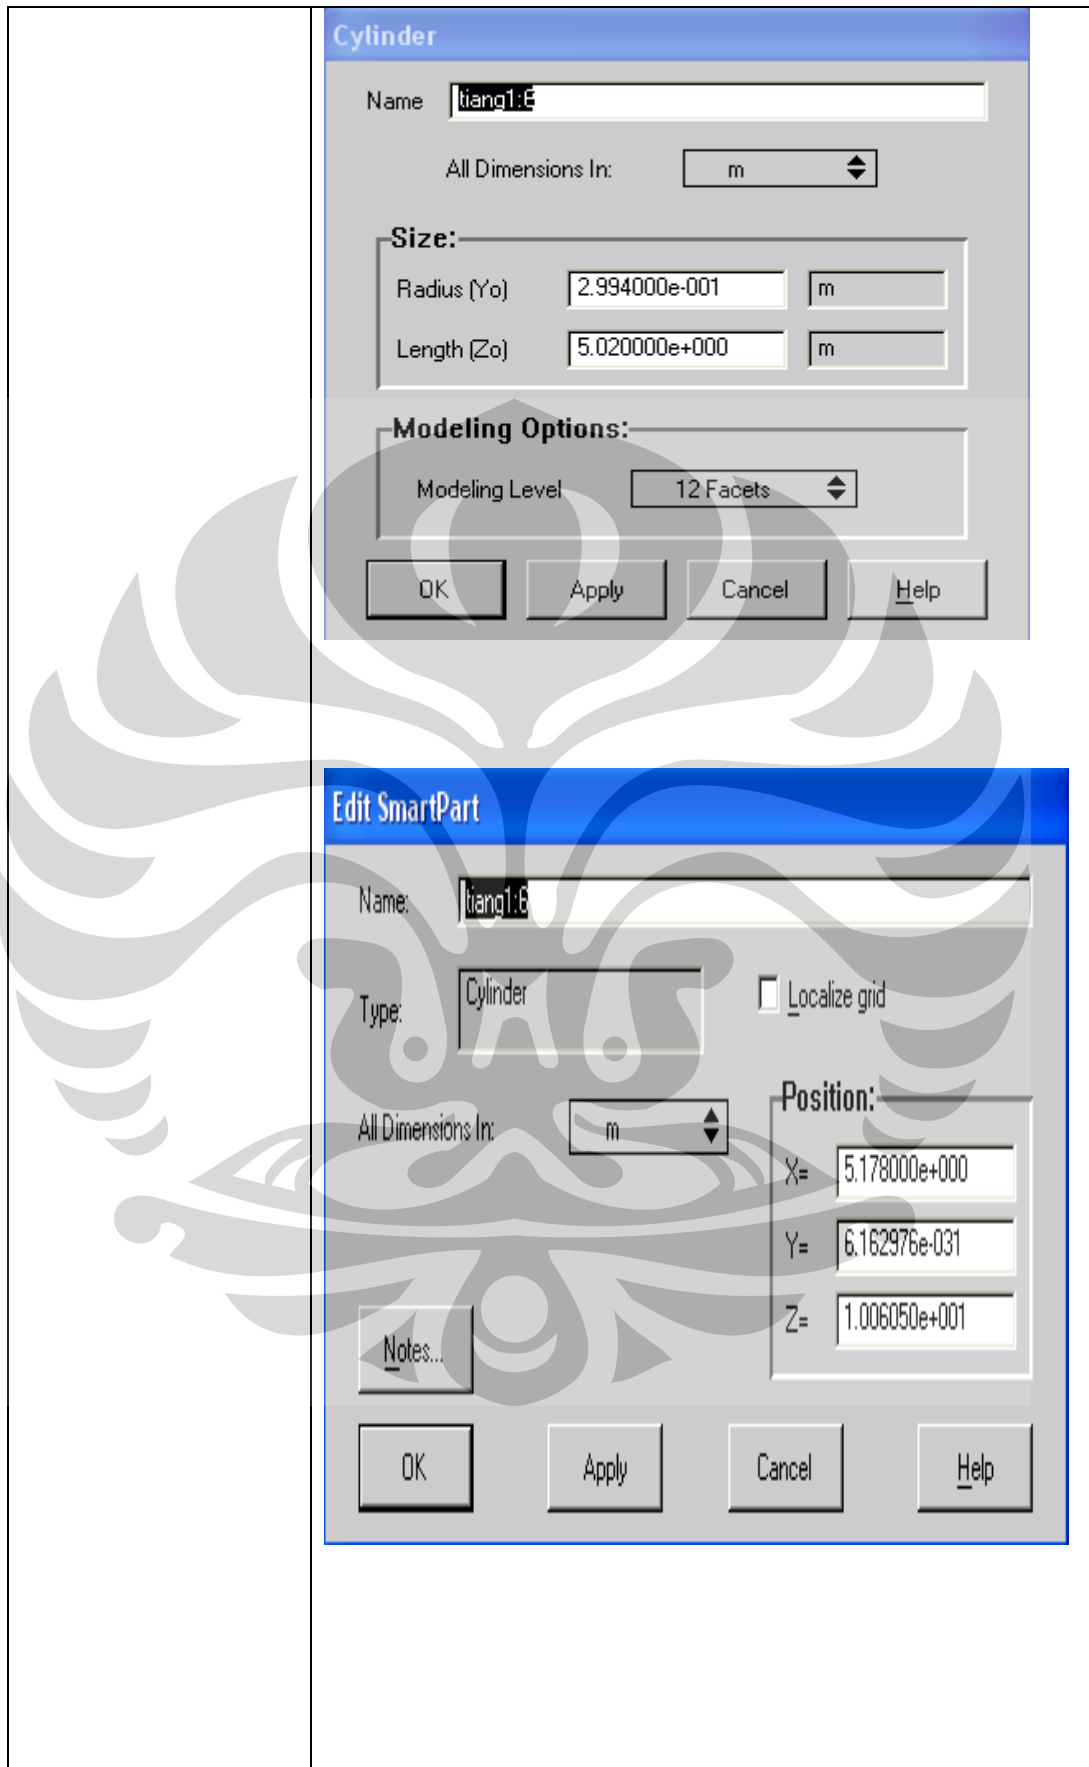 Cylinder
Name tiang1:6
All Dimensions In: m
Size:
Radius (Yo) 2.994000e-001 m
Length (Zo) 5.020000e+000 m
Modeling Options:
Modeling Level 12 Facets
OK Apply Cancel Help
Edit SmartPart
Name: tiang1:6
Type: Cylinder Localize grid
Position:
All Dimensions In: m
X= 5.178000e+000
Y= 6.162976e-031
Z= 1.006050e+001
Notes...
OK Apply Cancel Help